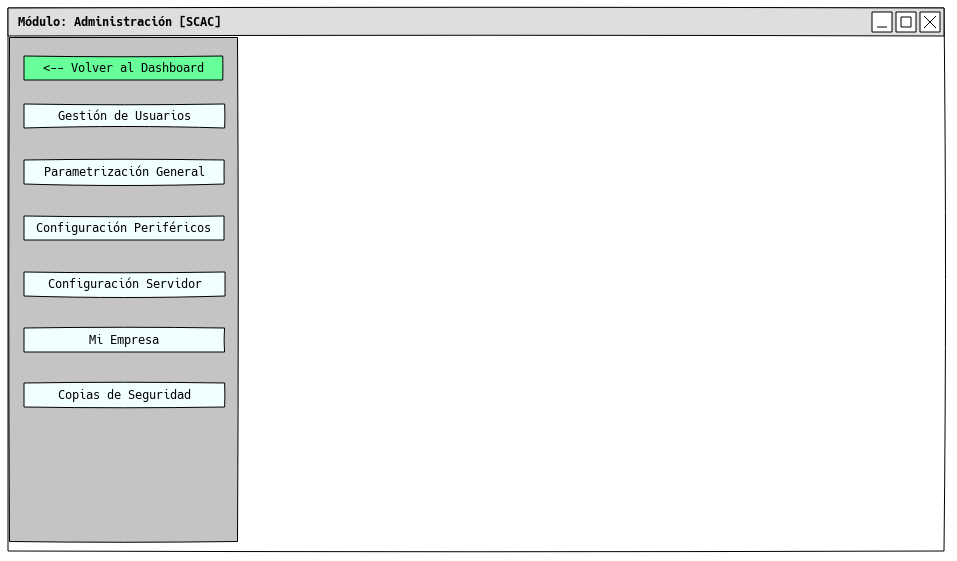 Módulo: Administración [SCAC]
<-- Volver al Dashboard
Gestión de Usuarios
Parametrización General
Configuración Periféricos
Configuración Servidor
Mi Empresa
Copias de Seguridad